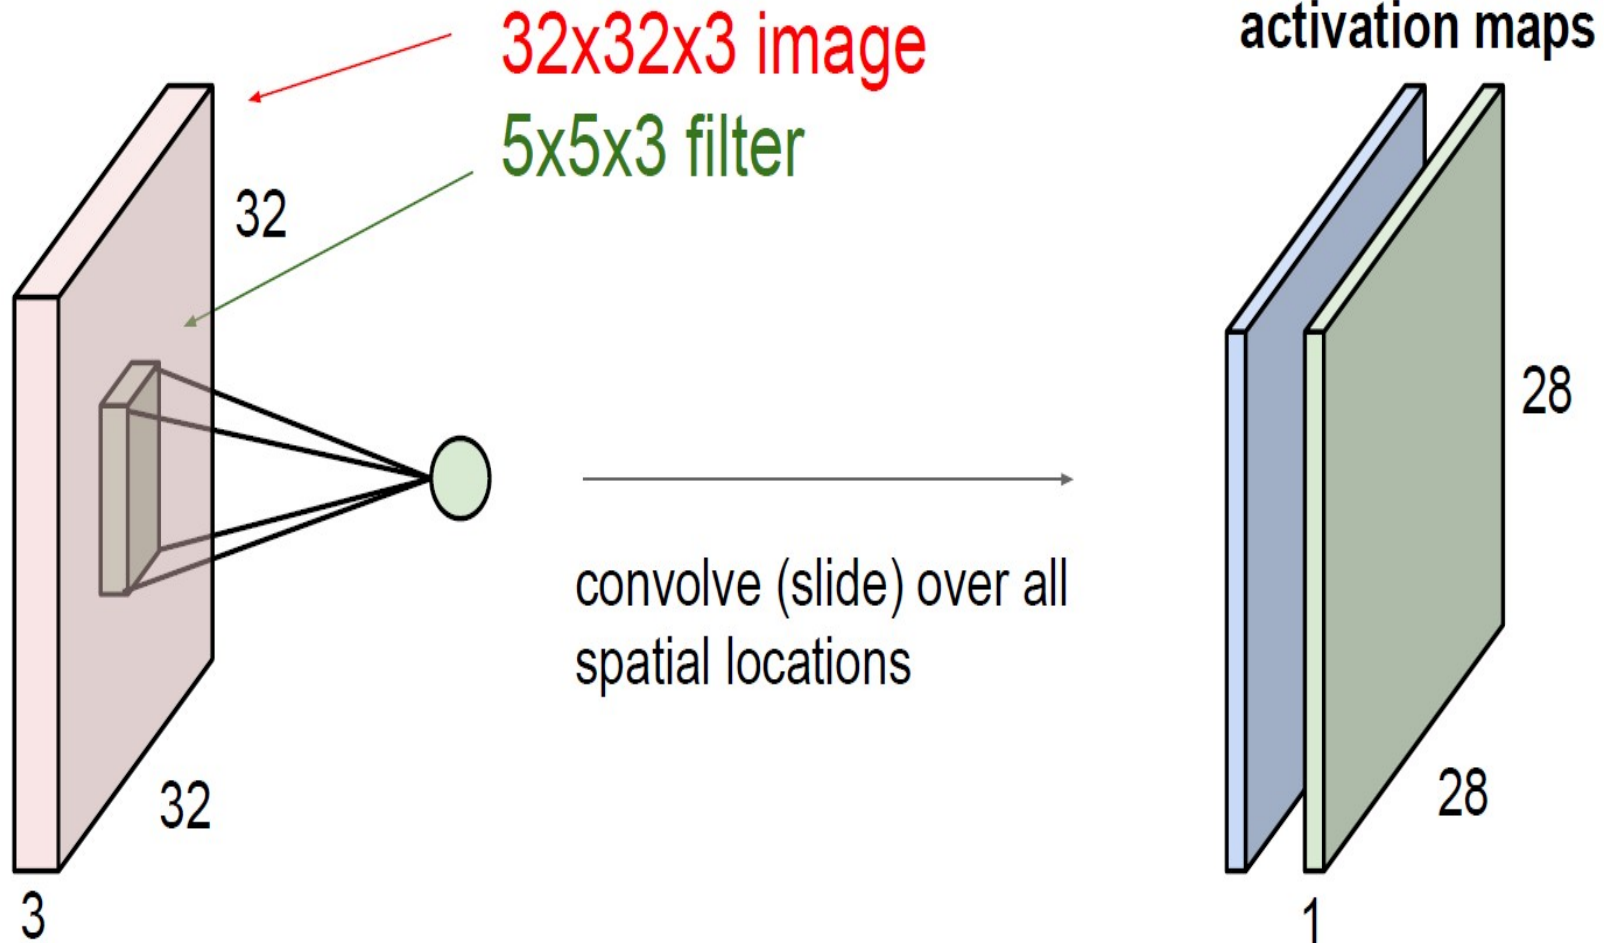 32x32x3 image
5x5x3 filter
activation maps
32
32
3
convolve (slide) over all
spatial locations
28
28
1